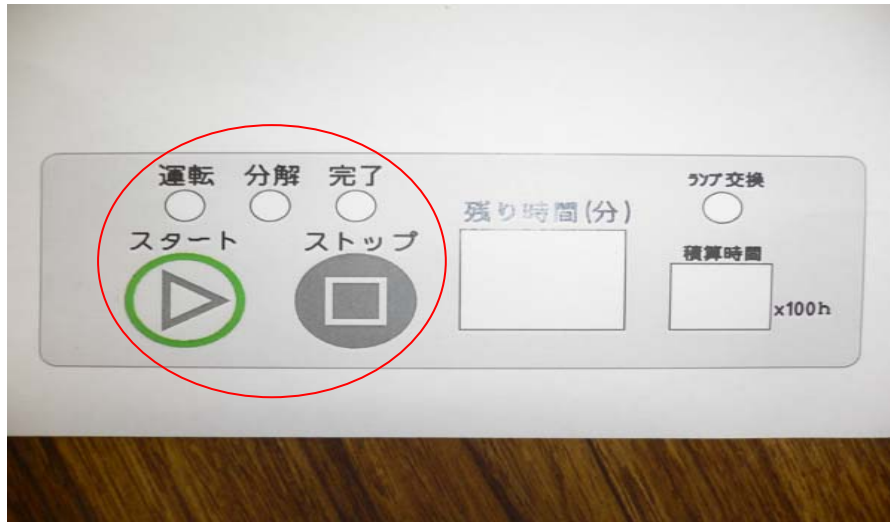 運転 分解 完了
スタート ストップ
残り時間(分)
ランプ交換
積算時間
x100h